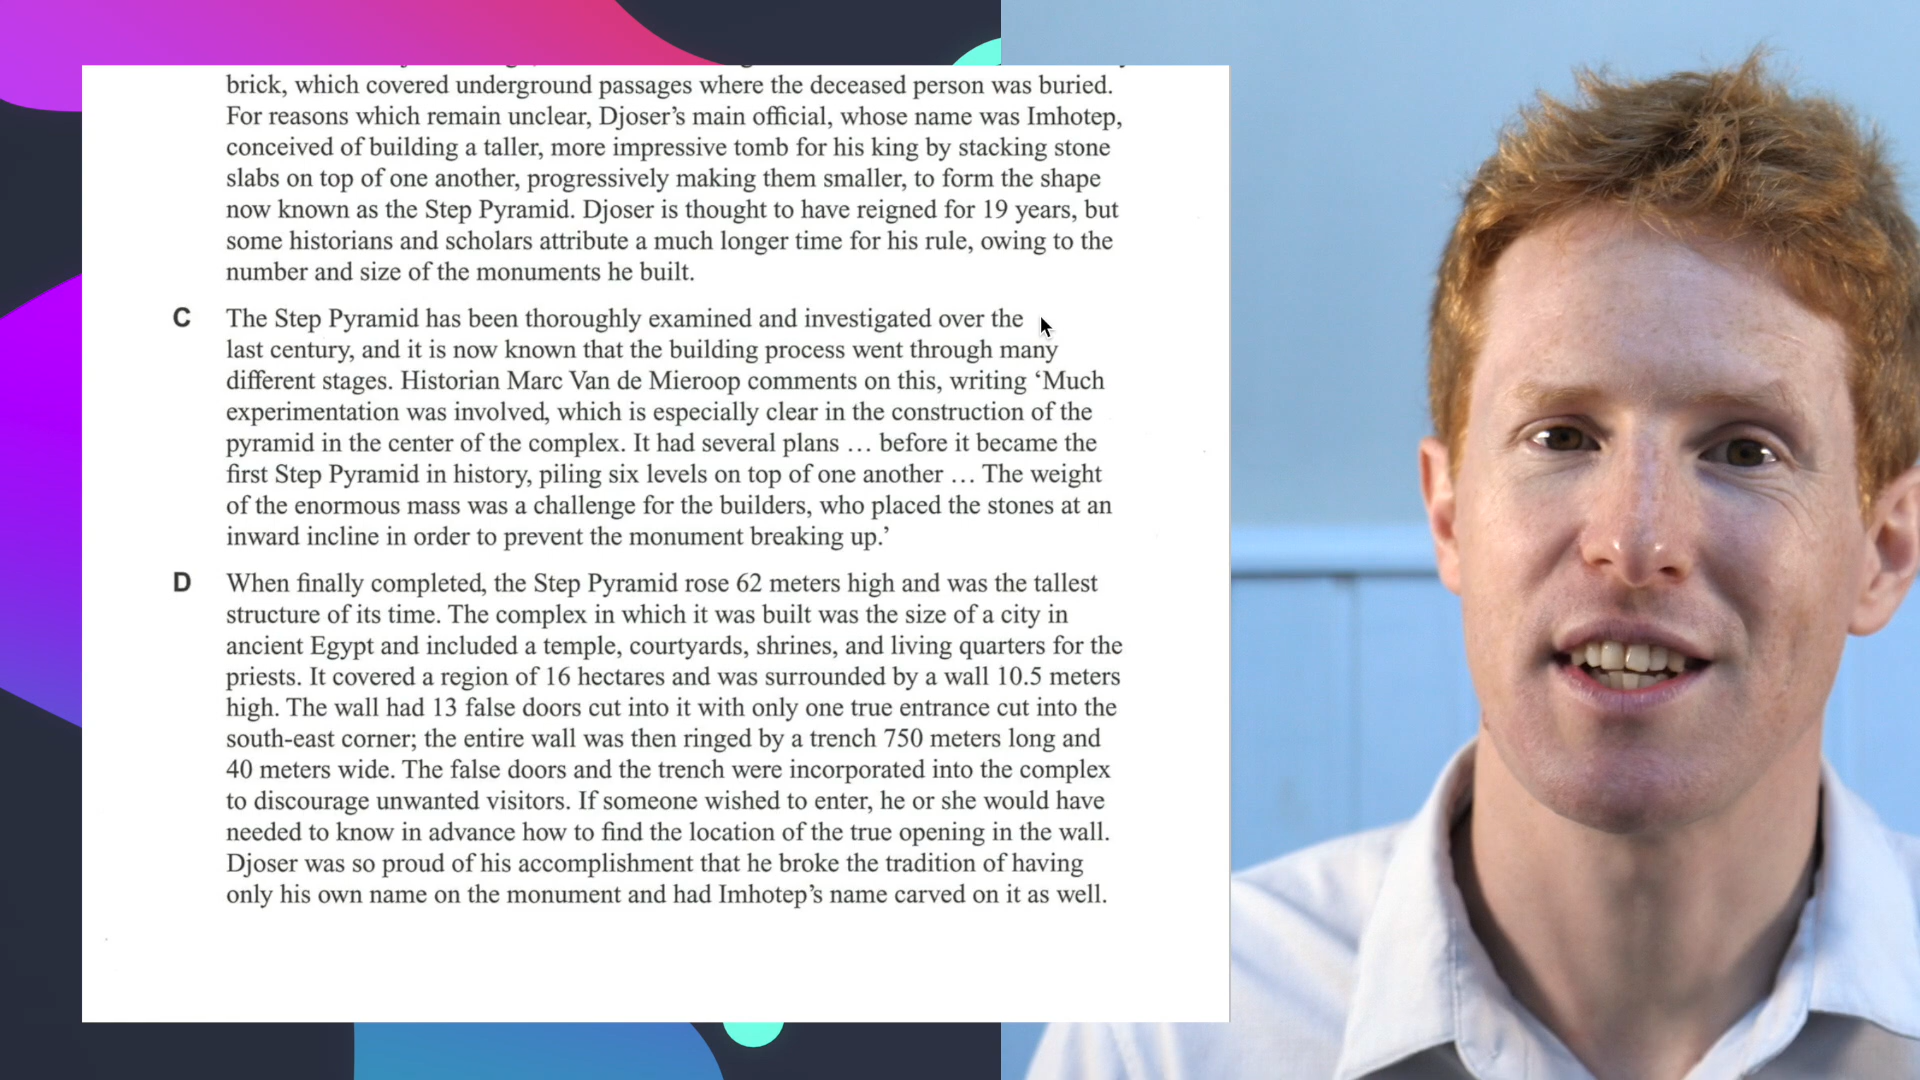 brick, which covered underground passages where the deceased person was buried.
For reasons which remain unclear, Djoser’s main official, whose name was Imhotep,
conceived of building a taller, more impressive tomb for his king by stacking stone
slabs on top of one another, progressively making them smaller, to form the shape
now known as the Step Pyramid. Djoser is thought to have reigned for 19 years, but
some historians and scholars attribute a much longer time for his rule, owing to the
number and size of the monuments he built.
C The Step Pyramid has been thoroughly examined and investigated over the
last century, and it is now known that the building process went through many
different stages. Historian Marc Van de Mieroop comments on this, writing ‘Much
experimentation was involved, which is especially clear in the construction of the
pyramid in the center of the complex. It had several plans … before it became the
first Step Pyramid in history, piling six levels on top of one another … The weight
of the enormous mass was a challenge for the builders, who placed the stones at an
inward incline in order to prevent the monument breaking up.’
D When finally completed, the Step Pyramid rose 62 meters high and was the tallest
structure of its time. The complex in which it was built was the size of a city in
ancient Egypt and included a temple, courtyards, shrines, and living quarters for the
priests. It covered a region of 16 hectares and was surrounded by a wall 10.5 meters
high. The wall had 13 false doors cut into it with only one true entrance cut into the
south-east corner; the entire wall was then ringed by a trench 750 meters long and
40 meters wide. The false doors and the trench were incorporated into the complex
to discourage unwanted visitors. If someone wished to enter, he or she would have
needed to know in advance how to find the location of the true opening in the wall.
Djoser was so proud of his accomplishment that he broke the tradition of having
only his own name on the monument and had Imhotep’s name carved on it as well.